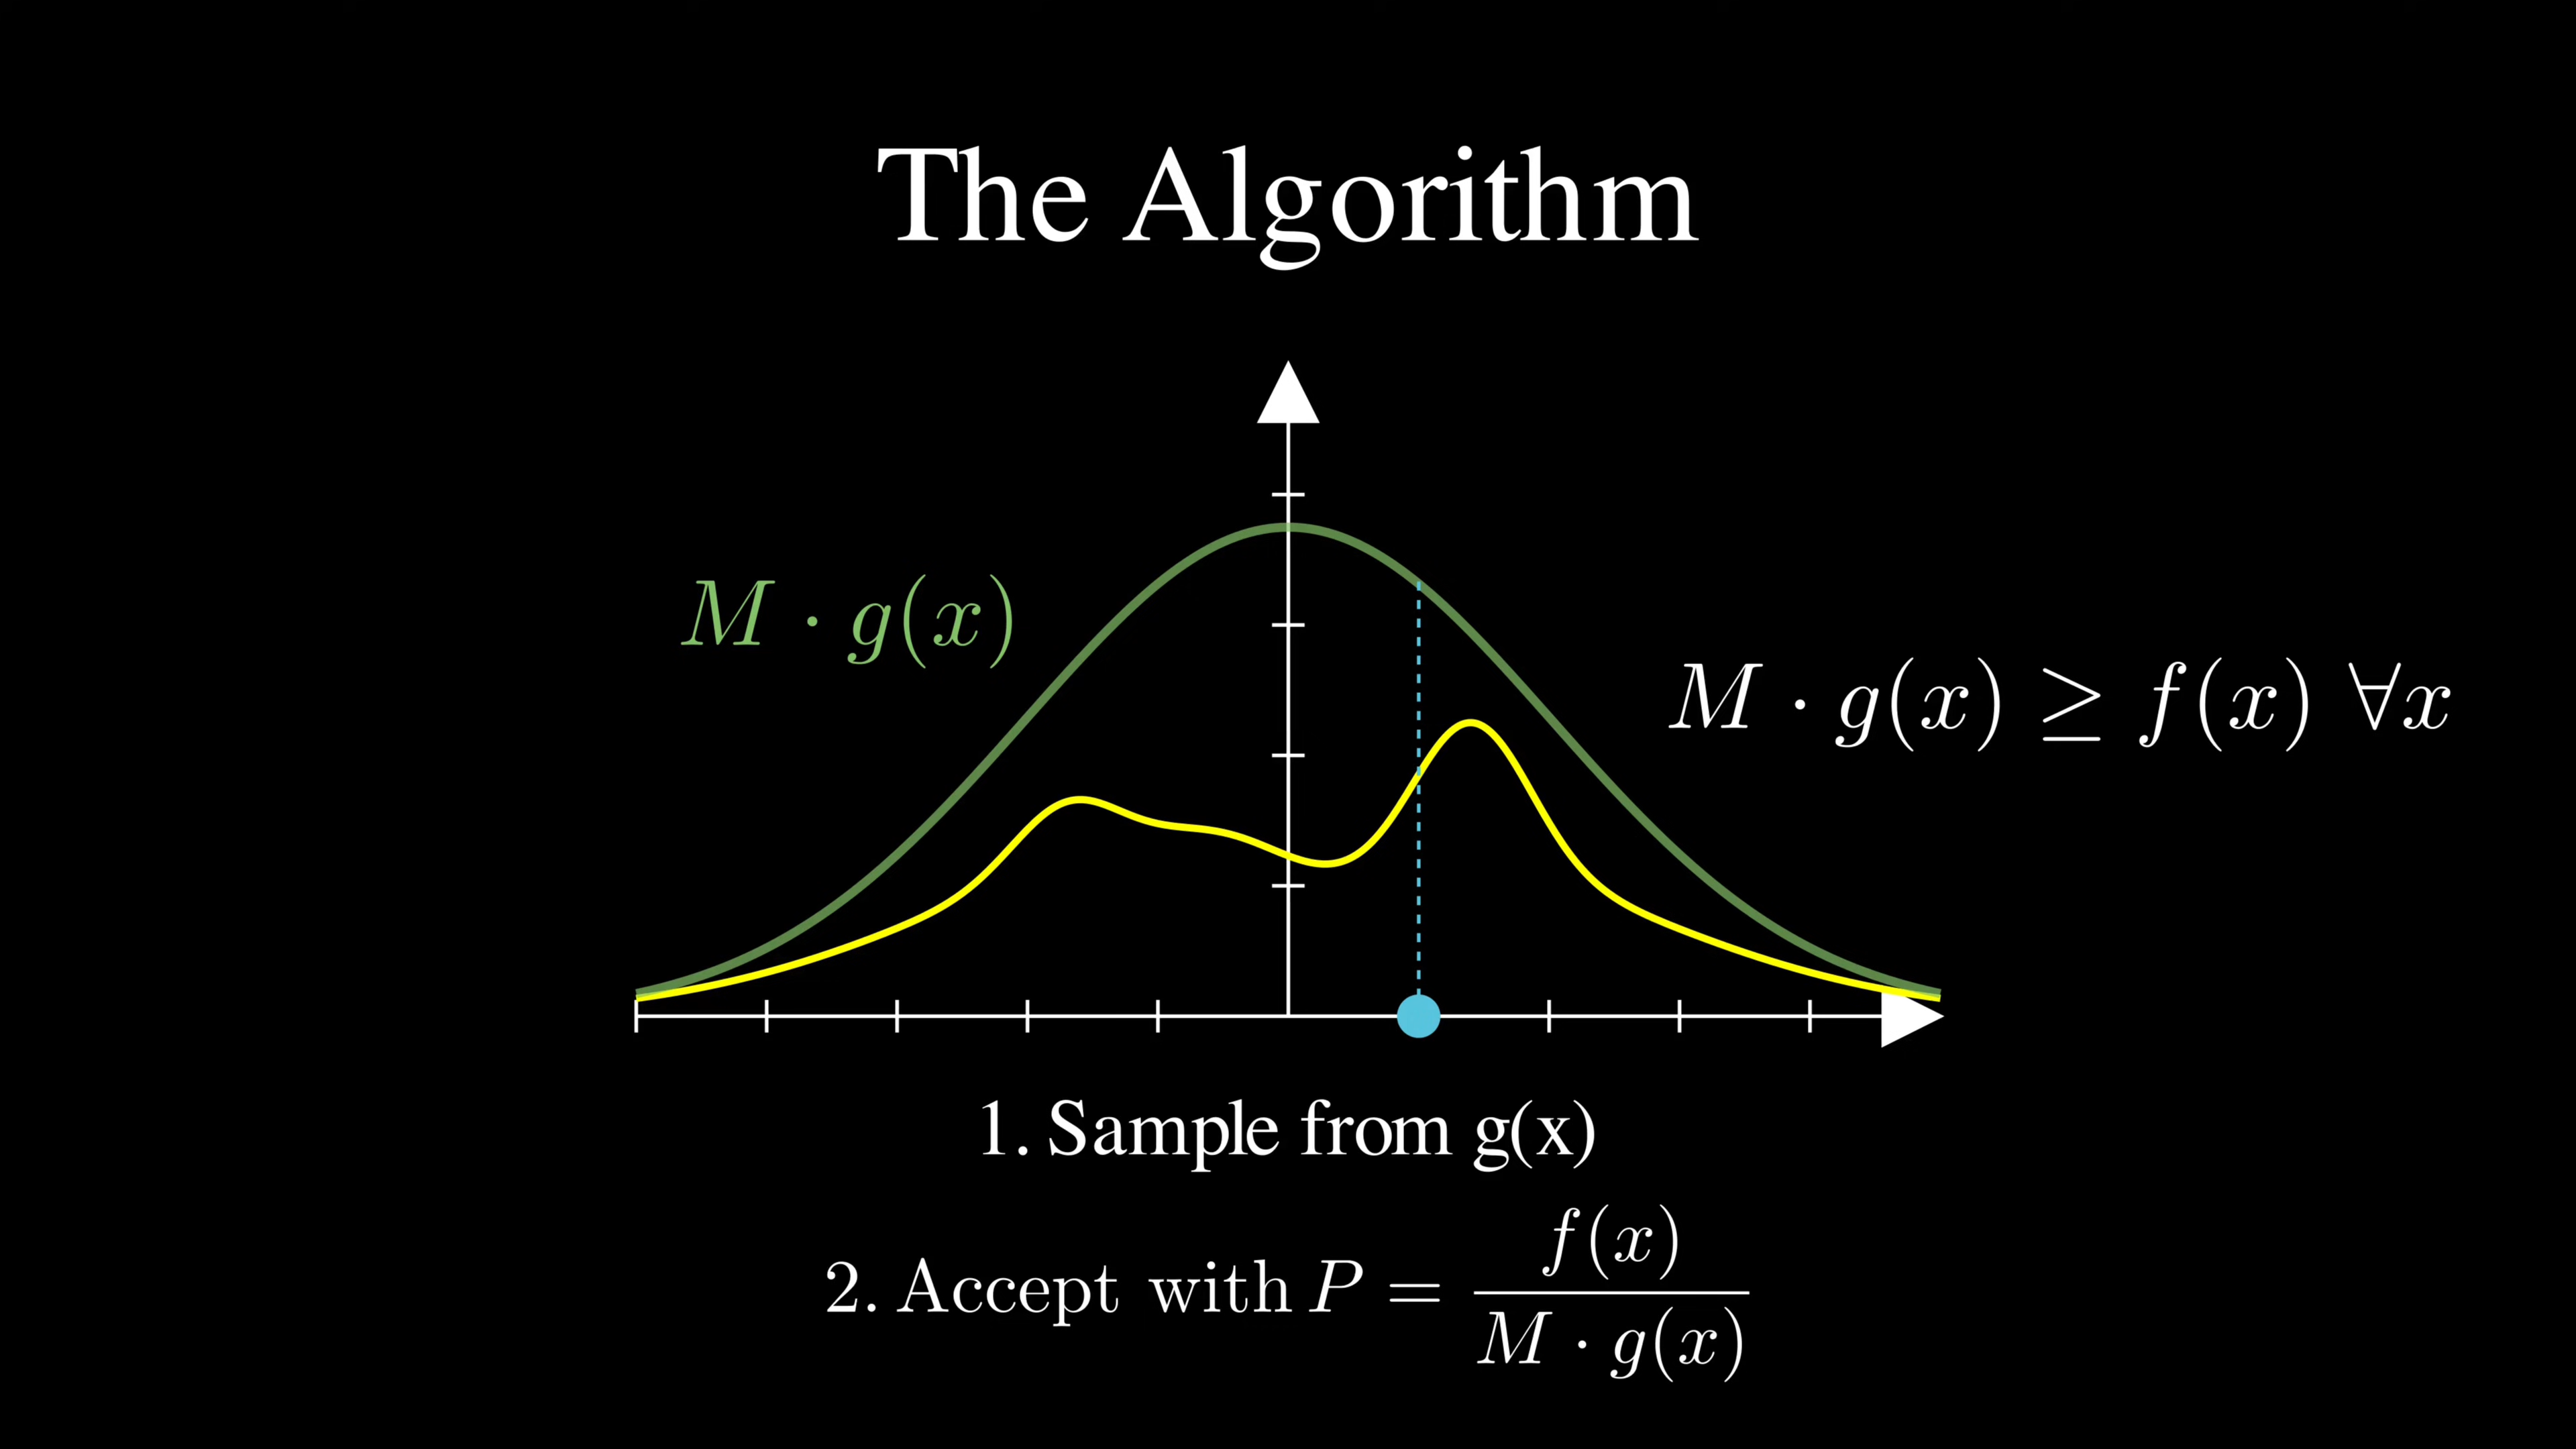 The Algorithm
M · g(x)
M · g(x) ≥ f(x) ∀x
1. Sample from g(x)
2. Accept with P = f(x) / M · g(x)